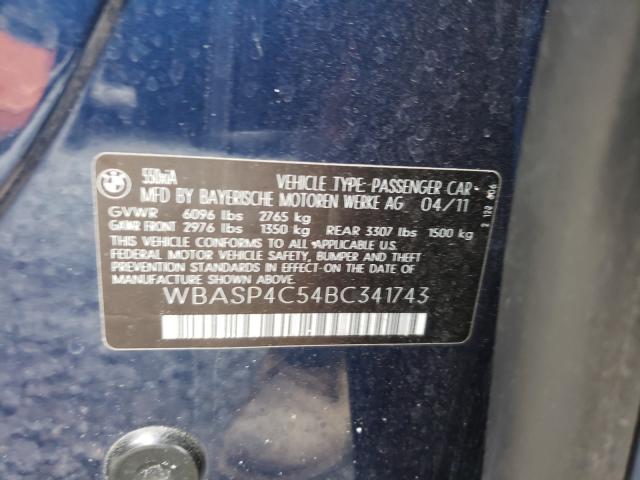 550xiA VEHICLE TYPE-PASSENGER CAR-
MFD BY BAYERISCHE MOTOREN WERKE AG 04/11
GVWR 6096 lbs 2765 kg
GAWR FRONT 2976 lbs 1350 kg REAR 3307 lbs 1500 kg
THIS VEHICLE CONFORMS TO ALL APPLICABLE U.S.
FEDERAL MOTOR VEHICLE SAFETY, BUMPER AND THEFT
PREVENTION STANDARDS IN EFFECT ON THE DATE OF
MANUFACTURE SHOWN ABOVE.
WBASP4C54BC341743